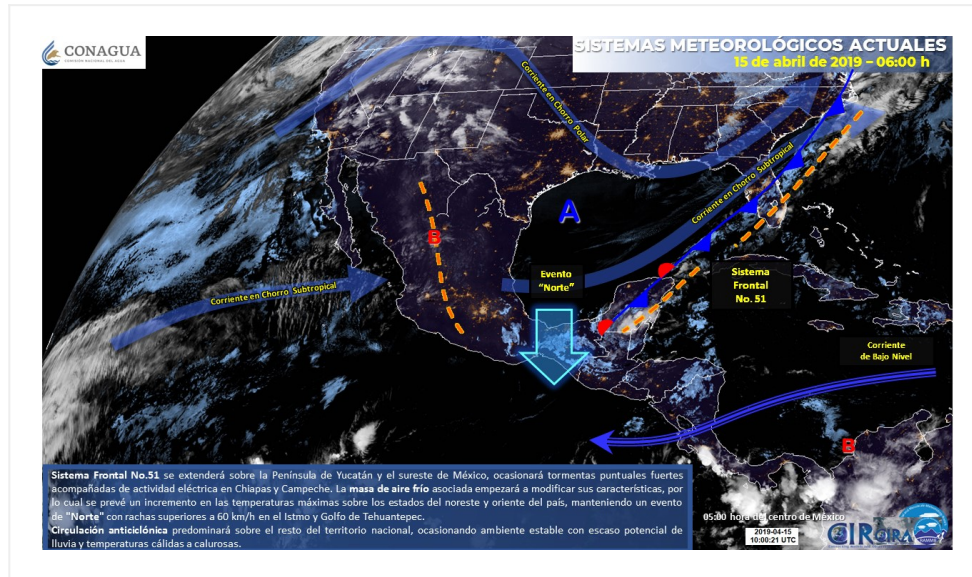 CONAGUA
COMISIÓN NACIONAL DEL AGUA
SISTEMAS METEOROLÓGICOS ACTUALES
15 de abril de 2019 – 06:00 h
Corriente en Chorro Polar
Corriente en Chorro Subtropical
A
B
Corriente en Chorro Subtropical
Evento
"Norte"
Sistema
Frontal
No. 51
Corriente
de Bajo Nivel
B
Sistema Frontal No.51 se extenderá sobre la Península de Yucatán y el sureste de México, ocasionará tormentas puntuales fuertes
acompañadas de actividad eléctrica en Chiapas y Campeche. La masa de aire frío asociada empezará a modificar sus características, por
lo cual se prevé un incremento en las temperaturas máximas sobre los estados del noreste y oriente del país, manteniendo un evento
de "Norte" con rachas superiores a 60 km/h en el Istmo y Golfo de Tehuantepec.
Circulación anticiclónica predominará sobre el resto del territorio nacional, ocasionando ambiente estable con escaso potencial de
lluvia y temperaturas cálidas a calurosas.
05:00 hora del centro de México
2019-04-15
10:00:21 UTC
CIRA